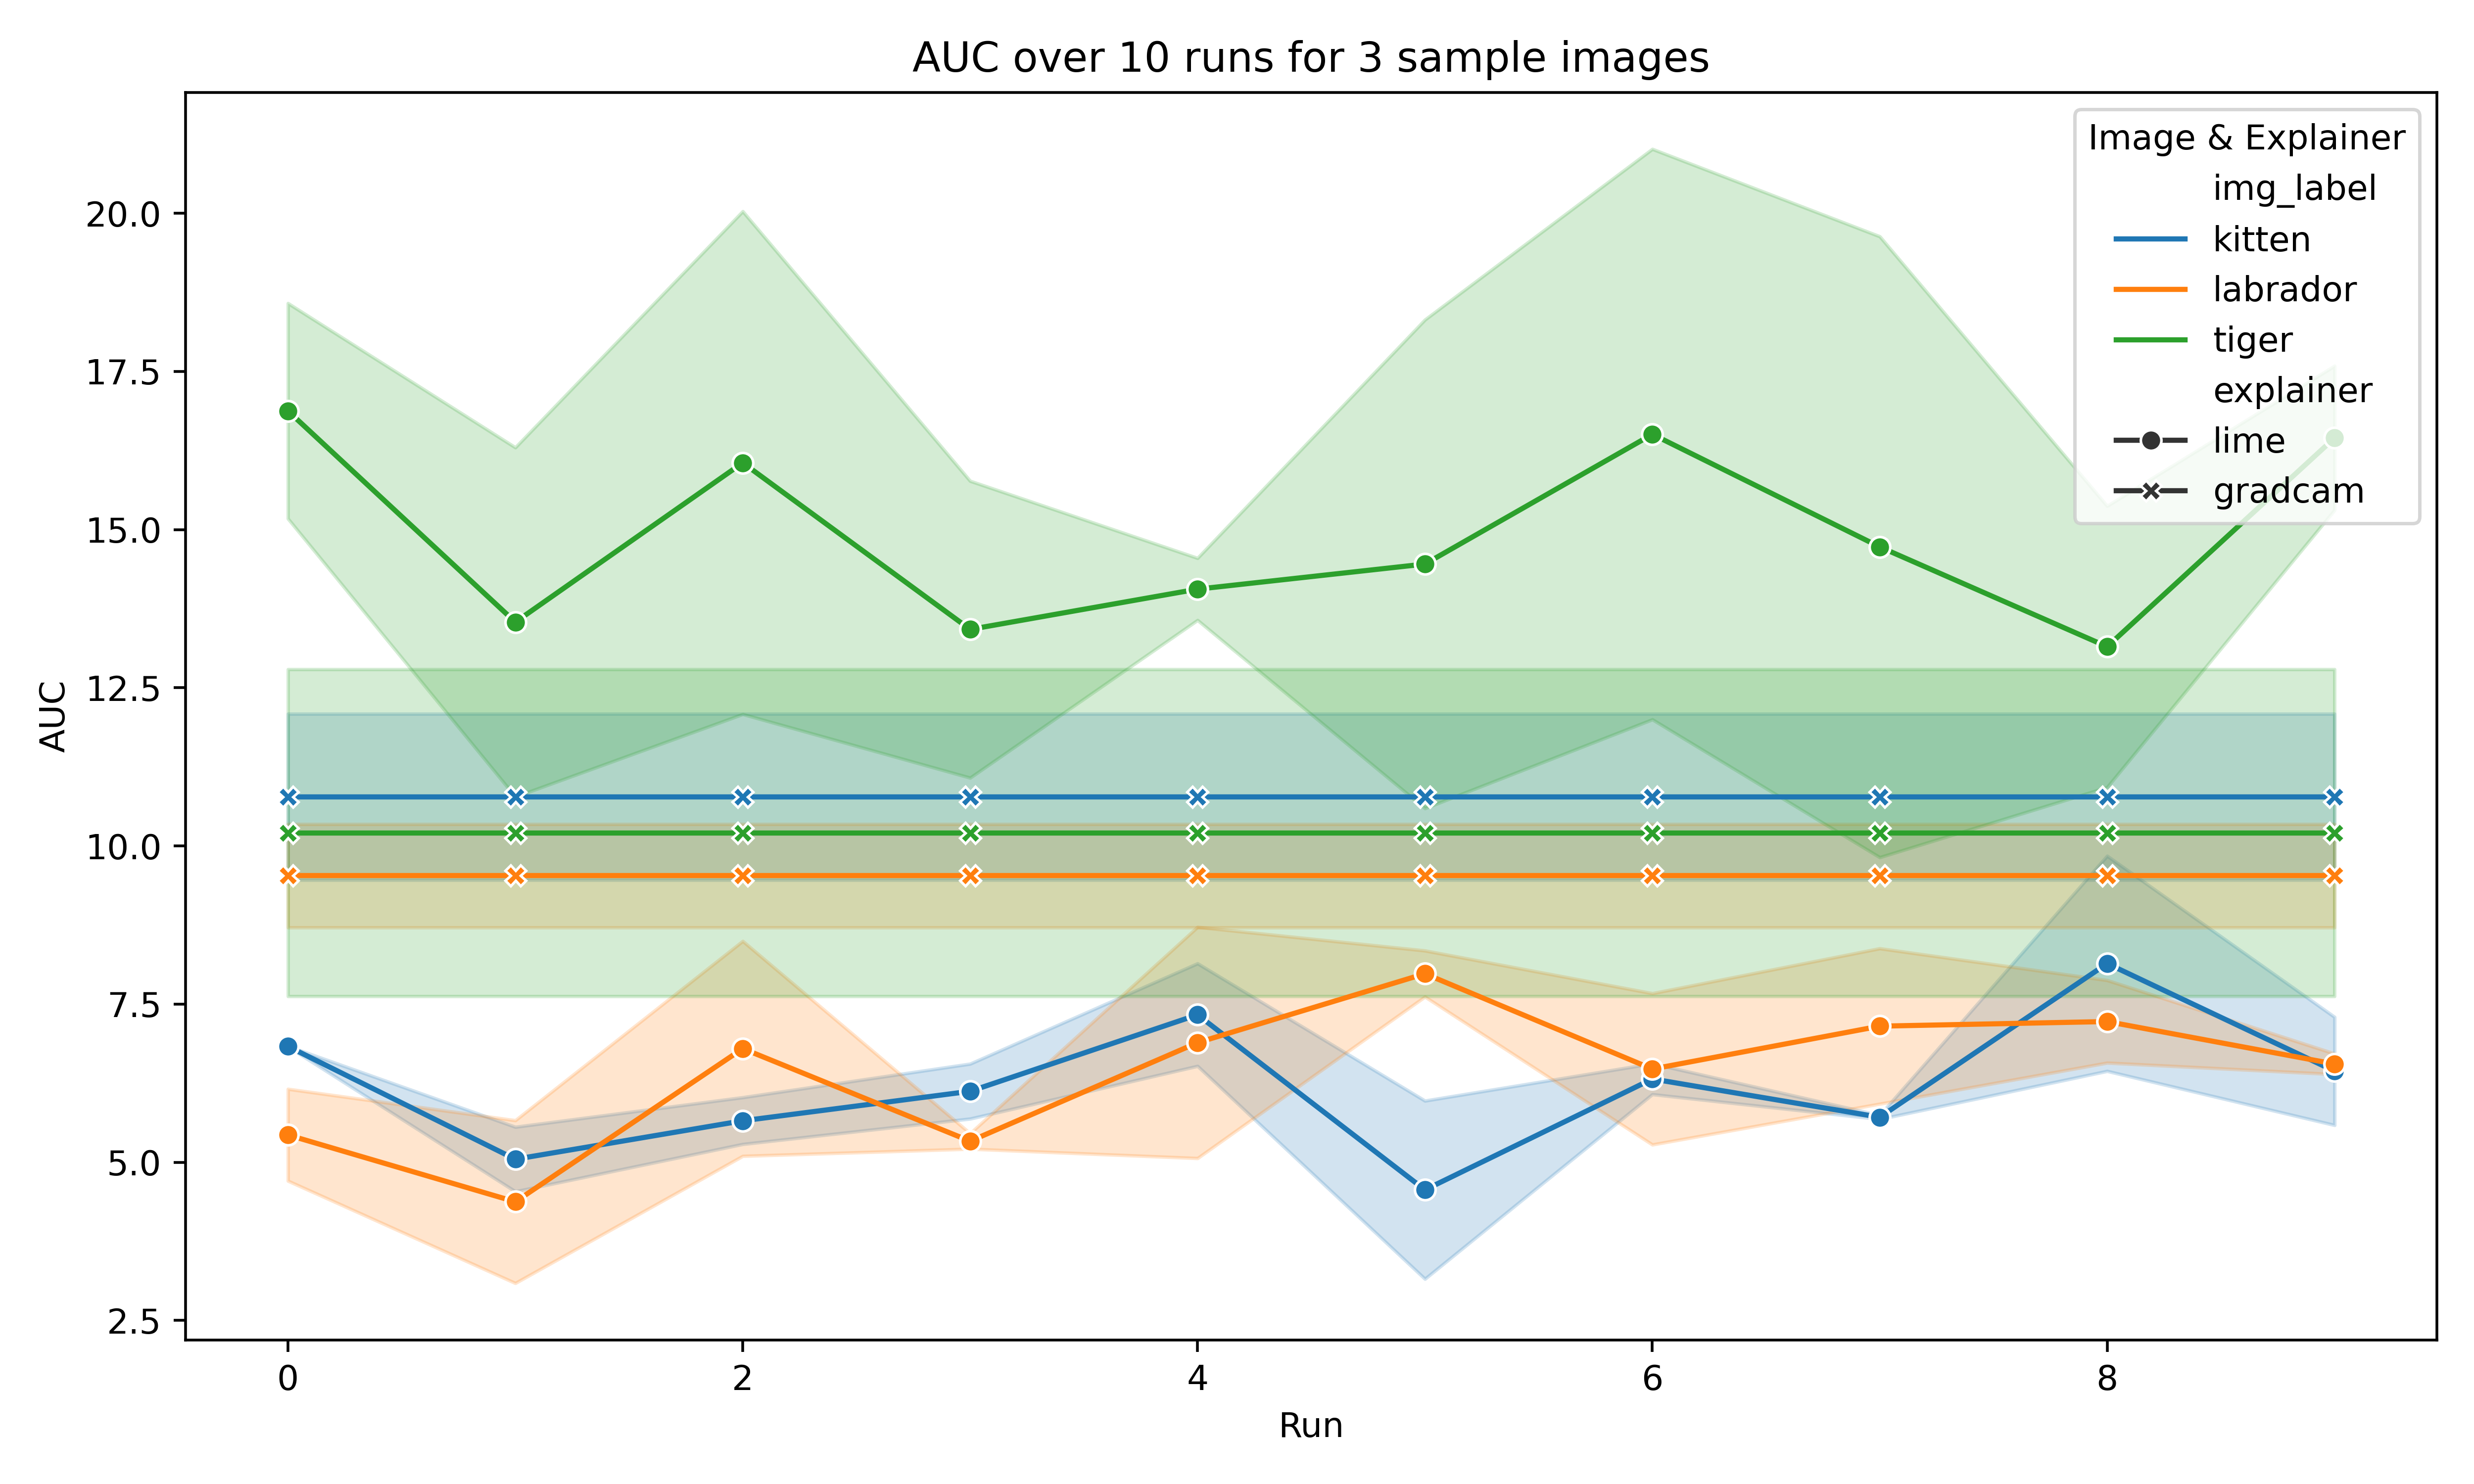 AUC over 10 runs for 3 sample images
Image & Explainer
img_label
kitten
labrador
tiger
explainer
lime
gradcam
20.0
17.5
15.0
12.5
10.0
7.5
5.0
2.5
AUC
0 2 4 6 8
Run